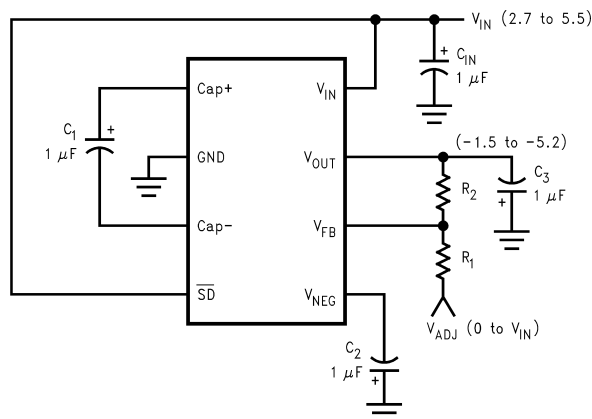 V_IN (2.7 to 5.5)
+
C_IN
1 μF
Cap+
V_IN
C_1
+
1 μF
GND
V_OUT
(−1.5 to −5.2)
R_2
C_3
1 μF
+
Cap−
V_FB
R_1
S̅D̅
V_NEG
V_ADJ (0 to V_IN)
C_2
1 μF
+